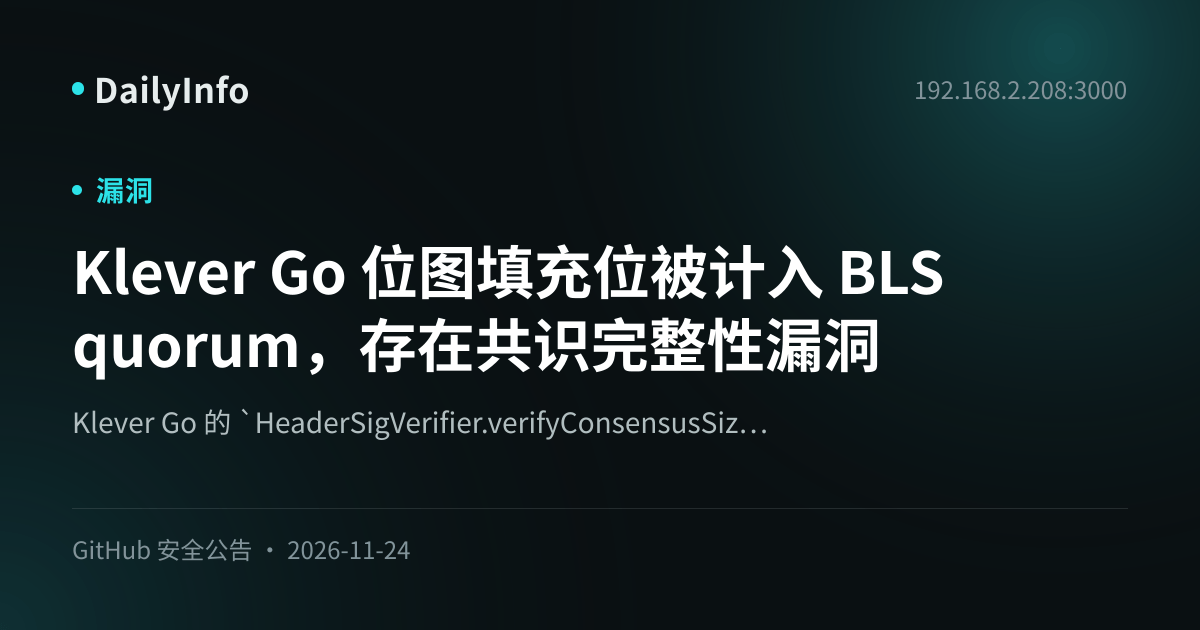 DailyInfo
192.168.2.208:3000
漏洞
Klever Go 位图填充位被计入 BLS
quorum，存在共识完整性漏洞
Klever Go 的 `HeaderSigVerifier.verifyConsensusSiz…
GitHub 安全公告 · 2026-11-24